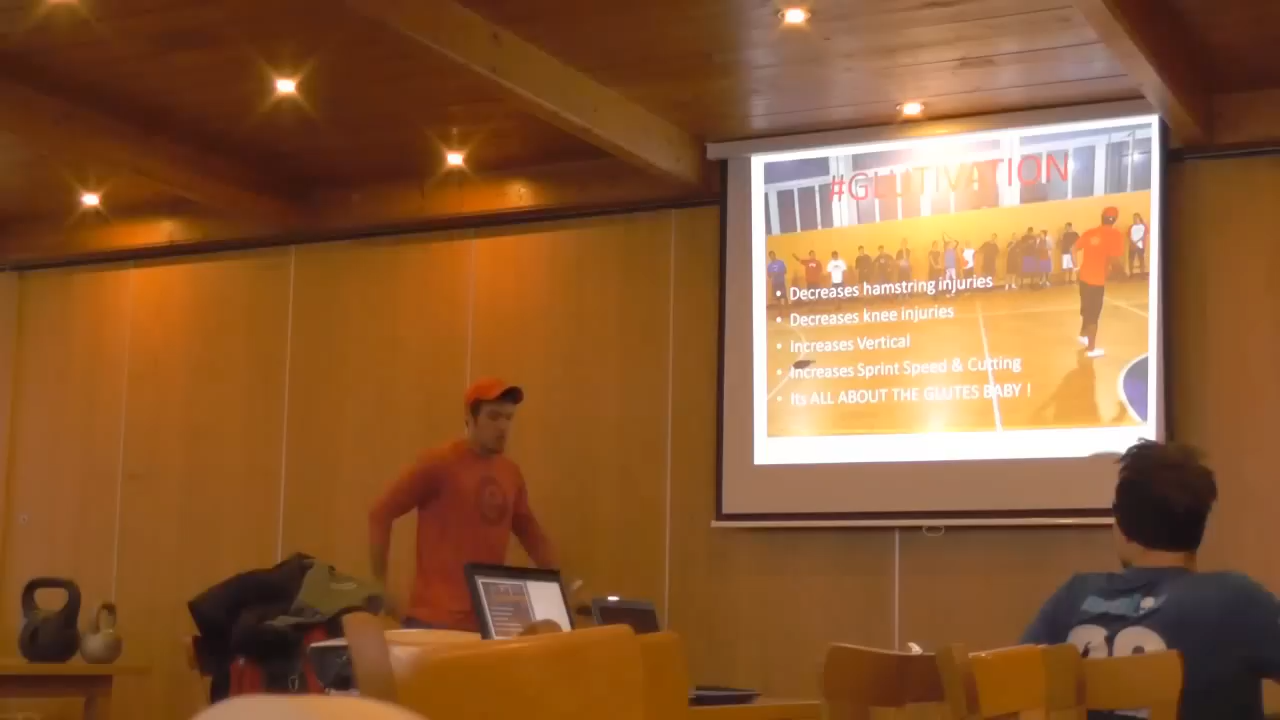 #GLUTIVATION
• Decreases hamstring injuries
• Decreases knee injuries
• Increases Vertical
• Increases Sprint Speed & Cutting
• Its ALL ABOUT THE GLUTES BABY !